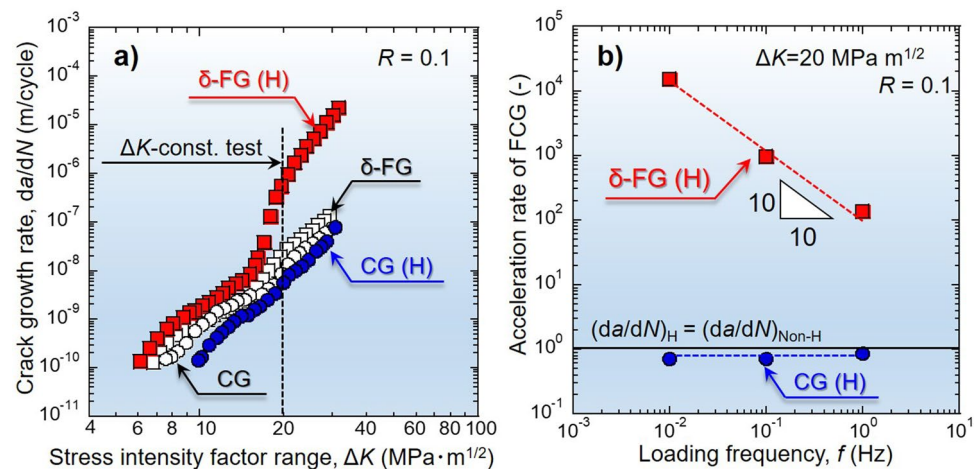 a)
R = 0.1
δ-FG (H)
ΔK-const. test
δ-FG
CG (H)
CG
Crack growth rate, da/dN (m/cycle)
10⁻³
10⁻⁴
10⁻⁵
10⁻⁶
10⁻⁷
10⁻⁸
10⁻⁹
10⁻¹⁰
10⁻¹¹
4 6 8 10 20 40 60 80 100
Stress intensity factor range, ΔK (MPa·m¹/²)
b)
ΔK=20 MPa m¹/²
R = 0.1
δ-FG (H)
10
10
(da/dN)H = (da/dN)Non-H
CG (H)
Acceleration rate of FCG (-)
10⁵
10⁴
10³
10²
10¹
10⁰
10⁻¹
10⁻³ 10⁻² 10⁻¹ 10⁰ 10¹
Loading frequency, f (Hz)